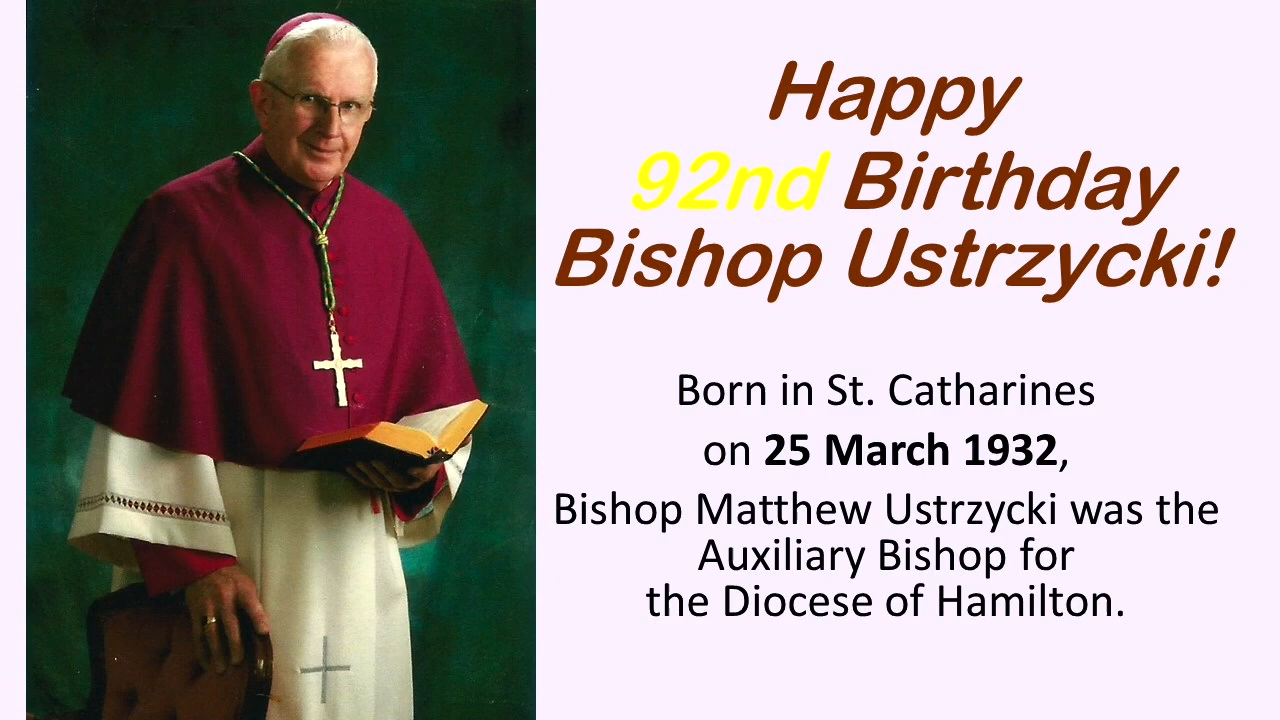 Happy
92nd Birthday
Bishop Ustrzycki!
Born in St. Catharines
on 25 March 1932,
Bishop Matthew Ustrzycki was the
Auxiliary Bishop for
the Diocese of Hamilton.